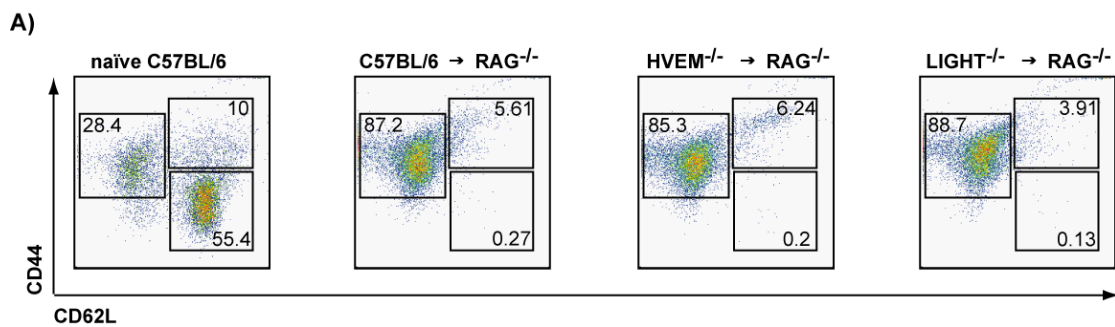 A)
naïve C57BL/6
C57BL/6 → RAG-/-
HVEM-/- → RAG-/-
LIGHT-/- → RAG-/-
28.4
10
55.4
87.2
5.61
0.27
85.3
6.24
0.2
88.7
3.91
0.13
CD44
CD62L